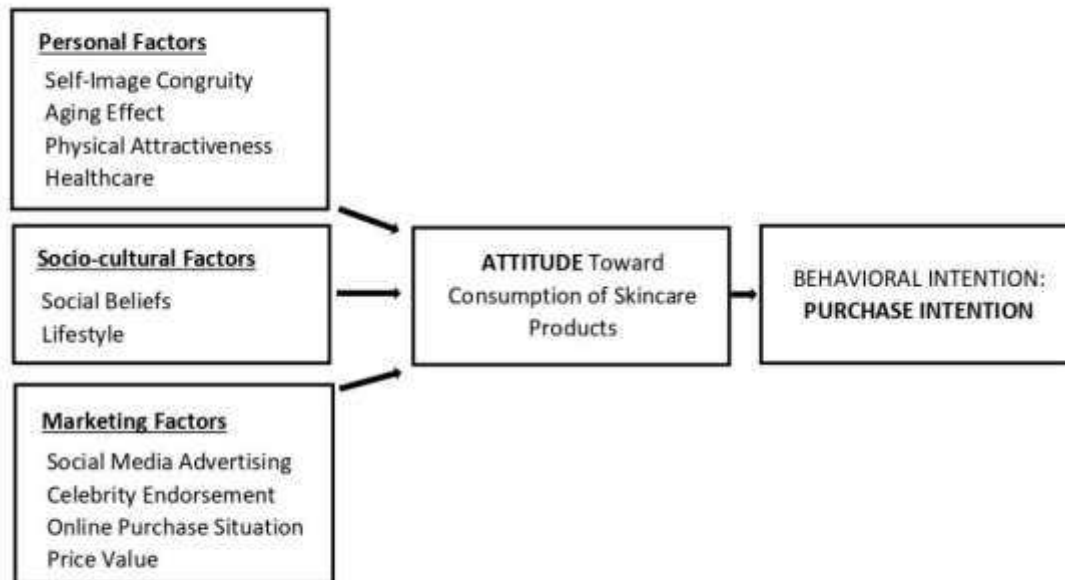 Personal Factors
Self-Image Congruity
Aging Effect
Physical Attractiveness
Healthcare
Socio-cultural Factors
Social Beliefs
Lifestyle
Marketing Factors
Social Media Advertising
Celebrity Endorsement
Online Purchase Situation
Price Value
ATTITUDE Toward
Consumption of Skincare
Products
BEHAVIORAL INTENTION:
PURCHASE INTENTION